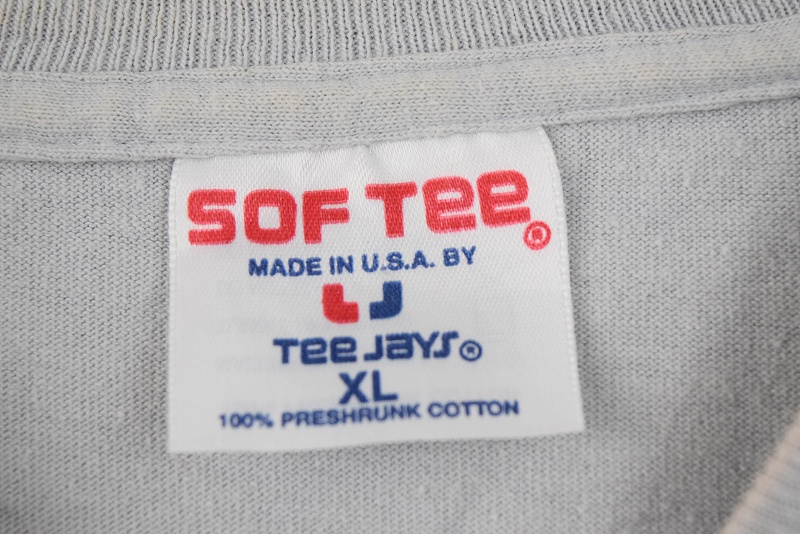 SOF TEE®
MADE IN U.S.A. BY
TEE JAYS®
XL
100% PRESHRUNK COTTON